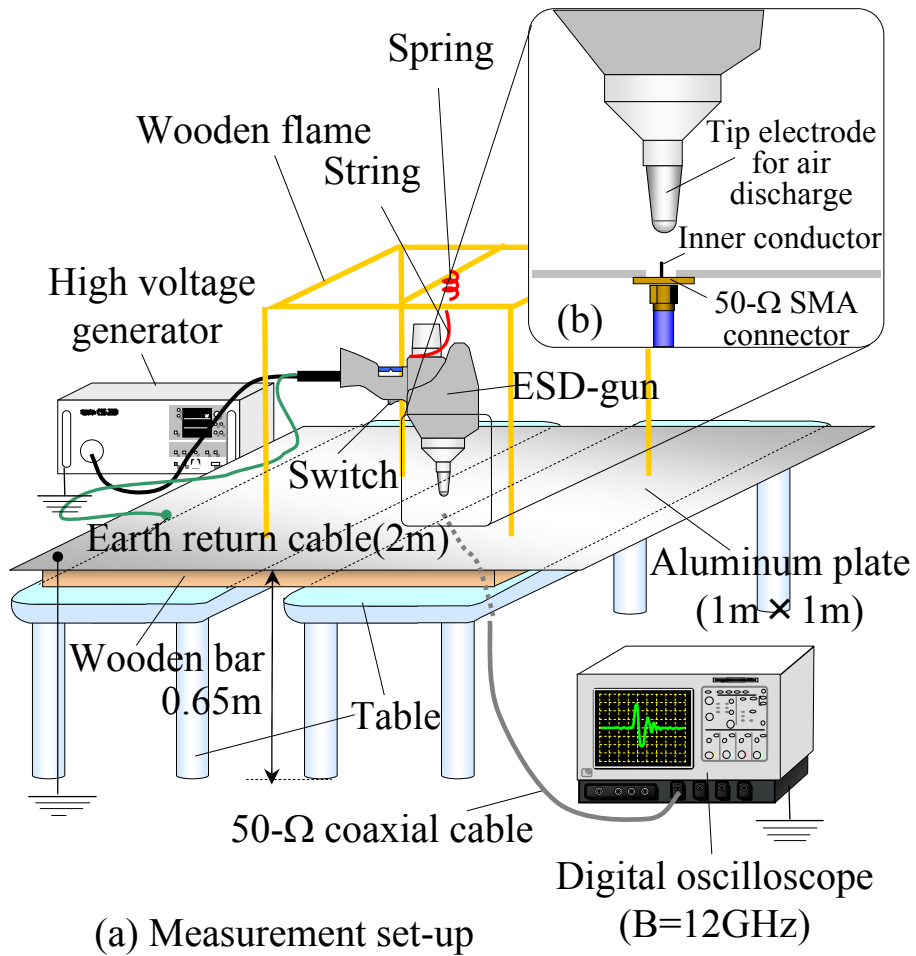 Spring
Wooden flame
String
Tip electrode
for air
discharge
Inner conductor
50-Ω SMA
connector
(b)
High voltage
generator
ESD-gun
Switch
Earth return cable(2m)
Aluminum plate
(1m × 1m)
Wooden bar
0.65m
Table
50-Ω coaxial cable
Digital oscilloscope
(B=12GHz)
(a) Measurement set-up